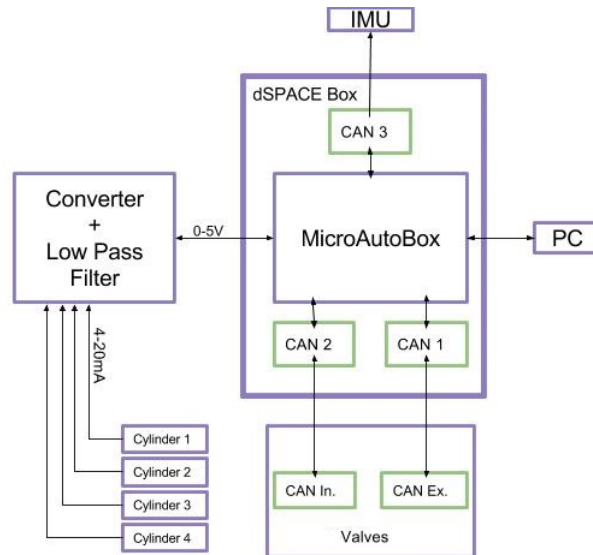 IMU
dSPACE Box
CAN 3
Converter
+
Low Pass
Filter
0-5V
MicroAutoBox
PC
4-20mA
CAN 2
CAN 1
Cylinder 1
Cylinder 2
Cylinder 3
Cylinder 4
CAN In.
CAN Ex.
Valves